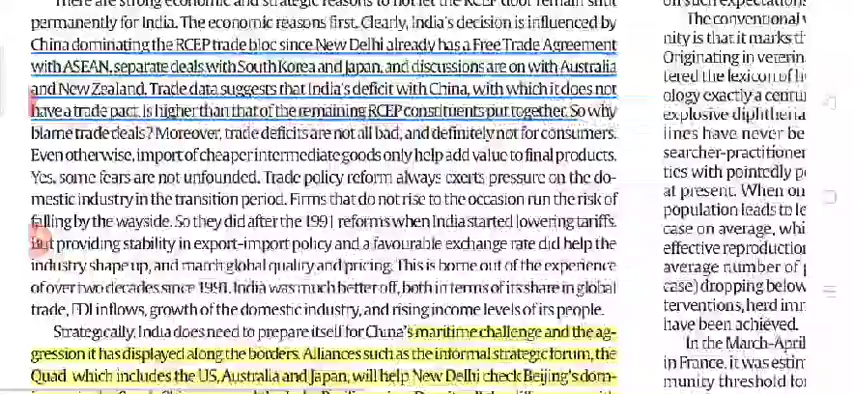 There are strong economic and strategic reasons to not let the RCEP door remain shut
permanently for India. The economic reasons first. Clearly, India's decision is influenced by
China dominating the RCEP trade bloc since New Delhi already has a Free Trade Agreement
with ASEAN, separate deals with South Korea and Japan, and discussions are on with Australia
and New Zealand. Trade data suggests that India's deficit with China, with which it does not
have a trade pact, is higher than that of the remaining RCEP constituents put together. So why
blame trade deals? Moreover, trade deficits are not all bad, and definitely not for consumers.
Even otherwise, import of cheaper intermediate goods only help add value to final products.
Yes, some fears are not unfounded. Trade policy reform always exerts pressure on the do-
mestic industry in the transition period. Firms that do not rise to the occasion run the risk of
falling by the wayside. So they did after the 1991 reforms when India started lowering tariffs.
But providing stability in export-import policy and a favourable exchange rate did help the
industry shape up, and march global quality and pricing. This is borne out of the experience
of over two decades since 1991. India was much better off, both in terms of its share in global
trade, FDI inflows, growth of the domestic industry, and rising income levels of its people.
Strategically, India does need to prepare itself for China's maritime challenge and the ag-
gression it has displayed along the borders. Alliances such as the informal strategic forum, the
Quad which includes the US, Australia and Japan, will help New Delhi check Beijing's dom-
The conventional
nity is that it marks th
Originating in veterin
tered the lexicon of h
ology exactly a centur
explosive diphtheria
lines have never be
searcher-practitioner
ties with pointedly
at present. When on
population leads to le
case on average, whi
effective reproduction
average number of
case) dropping below
terventions, herd imm
have been achieved.
In the March-April
in France, it was estim
munity threshold for